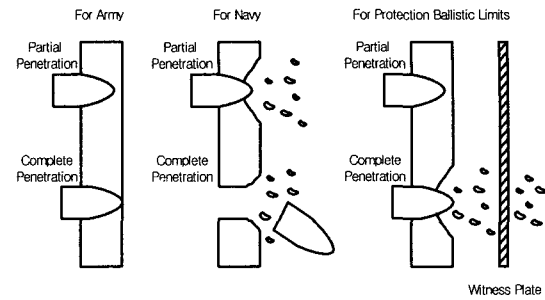 For Army
For Navy
For Protection Ballistic Limits
Partial
Penetration
Partial
Penetration
Partial
Penetration
Complete
Penetration
Complete
Penetration
Complete
Penetration
Witness Plate